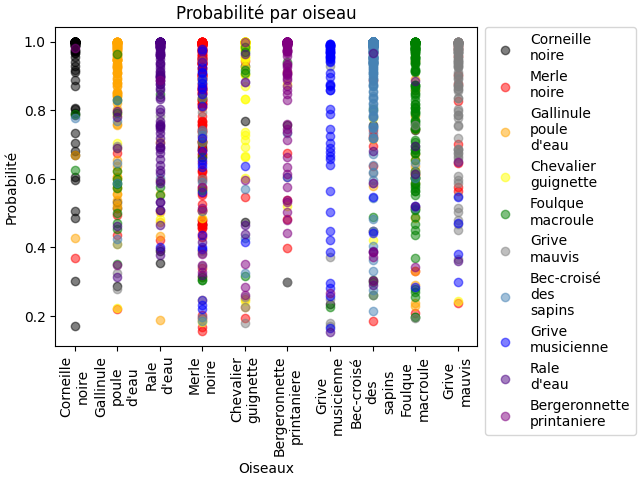 Probabilité par oiseau
Probabilité
1.0
0.8
0.6
0.4
0.2
Corneille
noire
Gallinule
poule
d'eau
Rale
d'eau
Merle
noire
Chevalier
guignette
Bergeronnette
printaniere
Grive
musicienne
Bec-croisé
des
sapins
Foulque
macroule
Grive
mauvis
Oiseaux
Corneille
noire
Merle
noire
Gallinule
poule
d'eau
Chevalier
guignette
Foulque
macroule
Grive
mauvis
Bec-croisé
des
sapins
Grive
musicienne
Rale
d'eau
Bergeronnette
printaniere